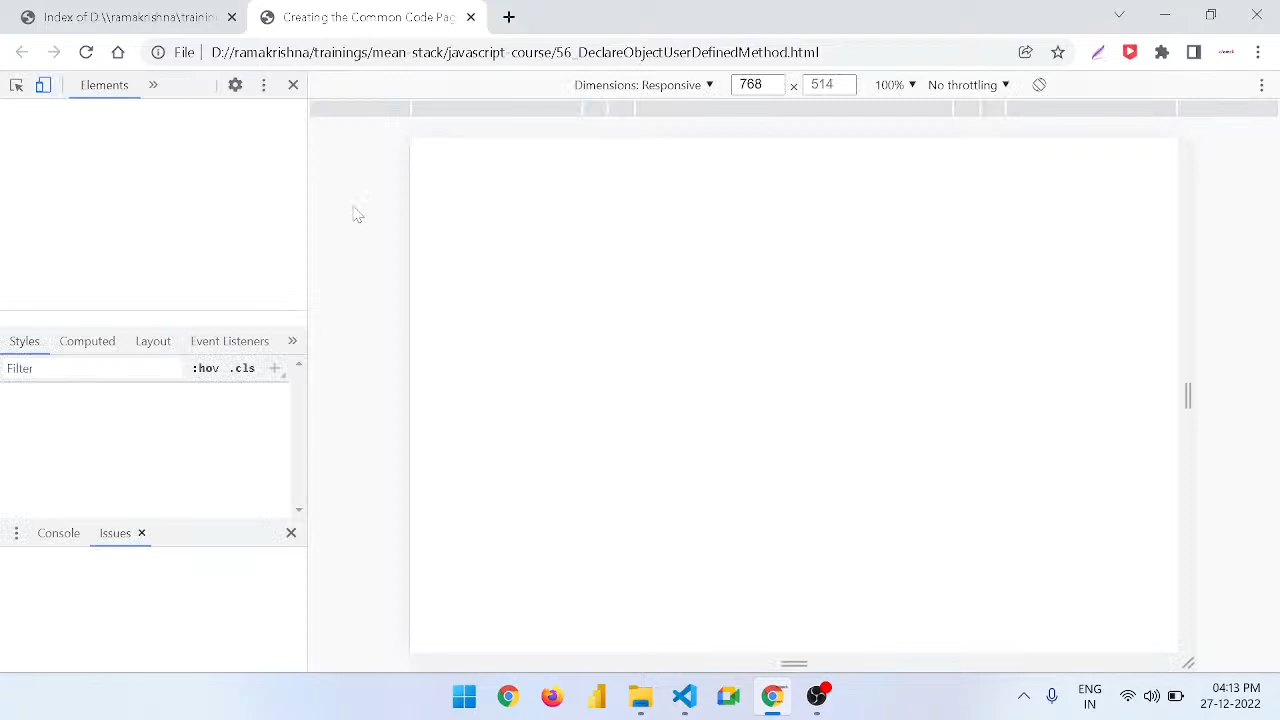 Index of \\ramakrishna\trainin
Creating the Common Code Pag
File
D://ramakrishna/trainings/mean-stack/javascript-course/56_DeclareObjectUserDefinedMethod.html
Elements
Dimensions: Responsive
768
x
514
100%
No throttling
Styles
Computed
Layout
Event Listeners
Filter
:hov
.cls
Console
Issues
ENG
IN
04:13 PM
27-12-2022